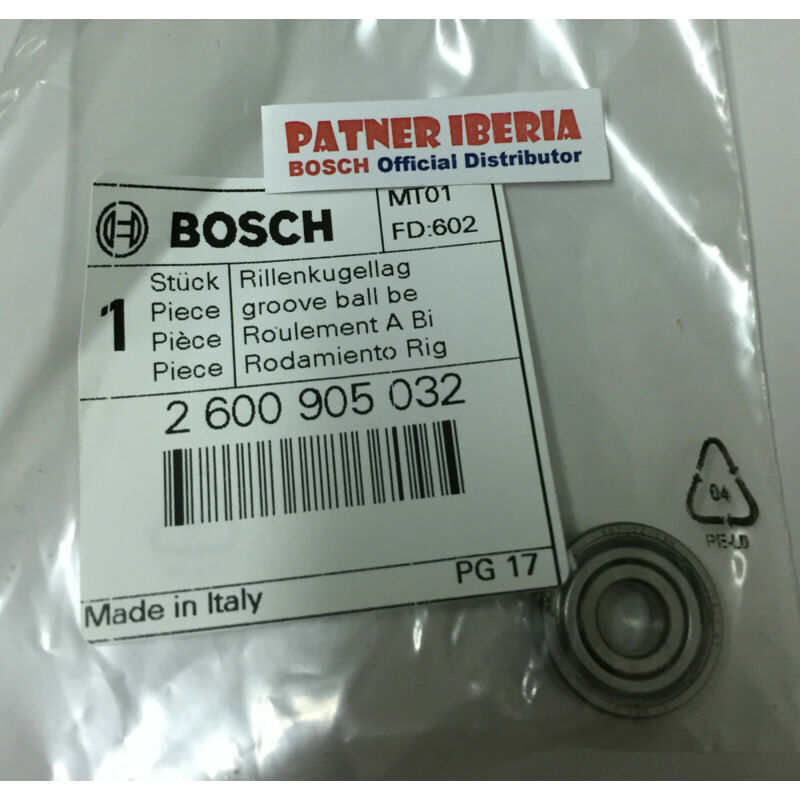 PATNER IBERIA
BOSCH Official Distributor
MT01
BOSCH
FD:602
1
Stück
Piece
Pièce
Piece
Rillenkugellag
groove ball be
Roulement A Bi
Rodamiento Rig
2 600 905 032
PG 17
Made in Italy
04
PE-LD